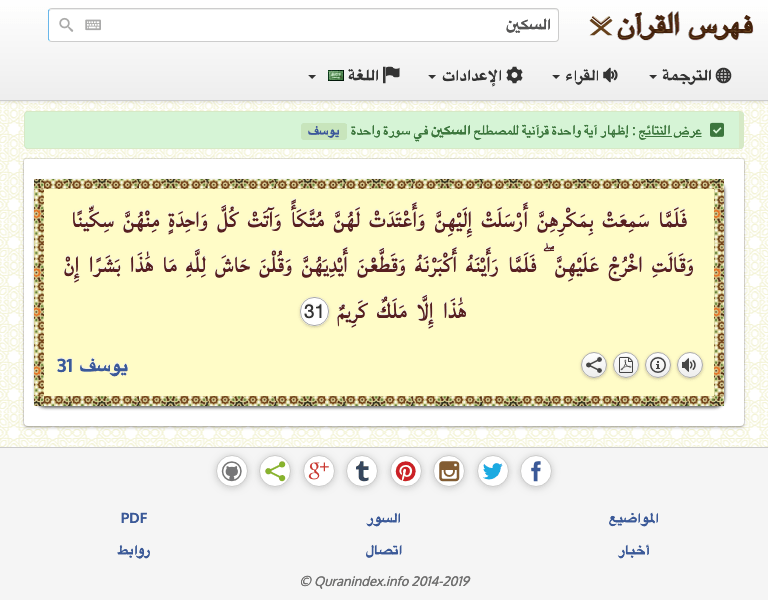 فهرس القرآن
السكين
الترجمة القراء الإعدادات اللغة
عرض النتائج : إظهار آية واحدة قرآنية للمصطلح السكين في سورة واحدة يوسف
فَلَمَّا سَمِعَتْ بِمَكْرِهِنَّ أَرْسَلَتْ إِلَيْهِنَّ وَأَعْتَدَتْ لَهُنَّ مُتَّكَأً وَآتَتْ كُلَّ وَاحِدَةٍ مِنْهُنَّ سِكِّينًا
وَقَالَتِ اخْرُجْ عَلَيْهِنَّ ۖ فَلَمَّا رَأَيْنَهُ أَكْبَرْنَهُ وَقَطَّعْنَ أَيْدِيَهُنَّ وَقُلْنَ حَاشَ لِلَّهِ مَا هَٰذَا بَشَرًا إِنْ
هَٰذَا إِلَّا مَلَكٌ كَرِيمٌ 31
يوسف 31
المواضيع السور PDF
أخبار اتصال روابط
© Quranindex.info 2014-2019